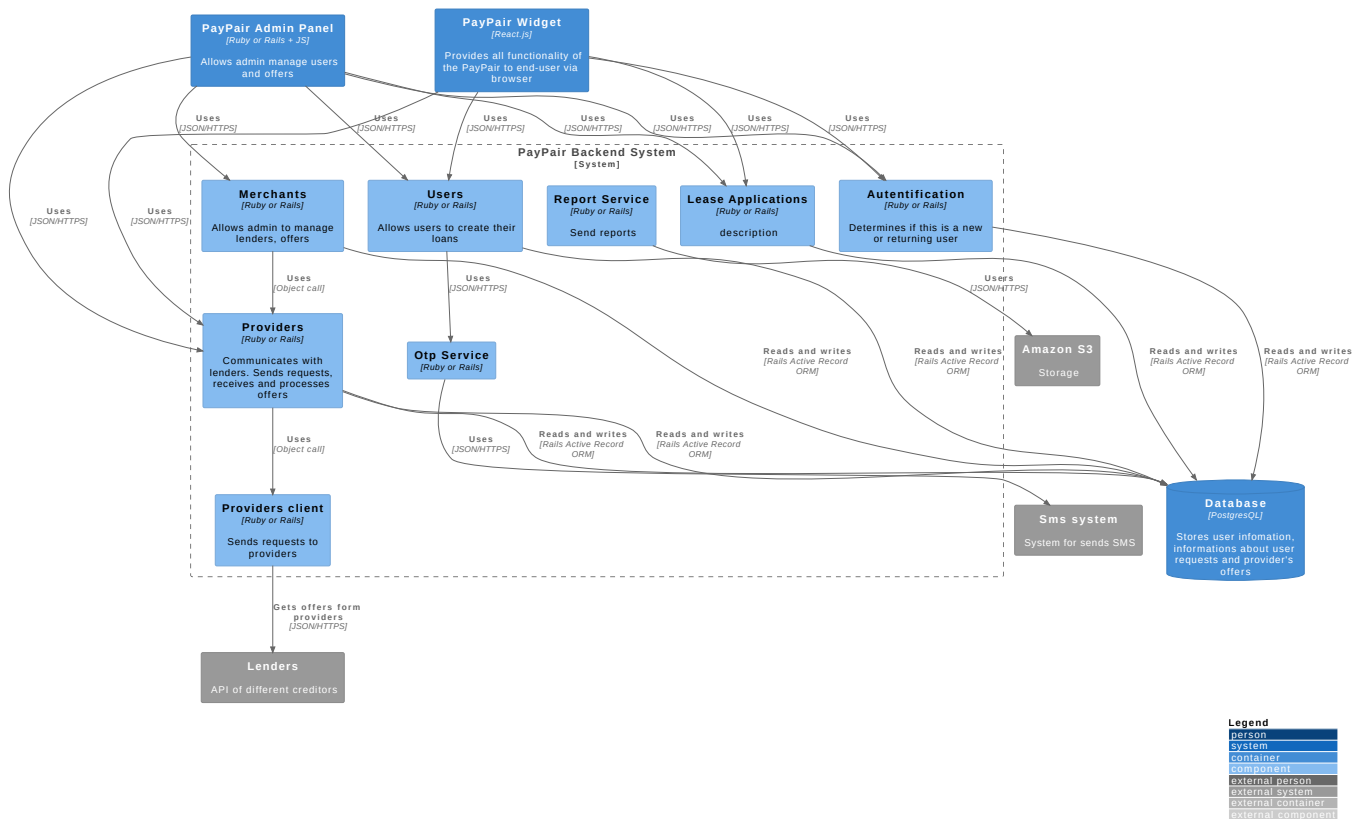 PayPair Admin Panel
[Ruby or Rails + JS]
Allows admin manage users
and offers
PayPair Widget
[React.js]
Provides all functionality of
the PayPair to end-user via
browser
Uses
[JSON/HTTPS]
Uses
[JSON/HTTPS]
Uses
[JSON/HTTPS]
Uses
[JSON/HTTPS]
Uses
[JSON/HTTPS]
Uses
[JSON/HTTPS]
Uses
[JSON/HTTPS]
PayPair Backend System
[System]
Merchants
[Ruby or Rails]
Allows admin to manage
lenders, offers
Users
[Ruby or Rails]
Allows users to create their
loans
Report Service
[Ruby or Rails]
Send reports
Lease Applications
[Ruby or Rails]
description
Autentification
[Ruby or Rails]
Determines if this is a new
or returning user
Uses
[JSON/HTTPS]
Uses
[JSON/HTTPS]
Uses
[Object call]
Uses
[JSON/HTTPS]
Users
[JSON/HTTPS]
Providers
[Ruby or Rails]
Communicates with
lenders. Sends requests,
receives and processes
offers
Otp Service
[Ruby or Rails]
Reads and writes
[Rails Active Record
ORM]
Reads and writes
[Rails Active Record
ORM]
Amazon S3
Storage
Reads and writes
[Rails Active Record
ORM]
Reads and writes
[Rails Active Record
ORM]
Uses
[Object call]
Uses
[JSON/HTTPS]
Reads and writes
[Rails Active Record
ORM]
Reads and writes
[Rails Active Record
ORM]
Providers client
[Ruby or Rails]
Sends requests to
providers
Sms system
System for sends SMS
Database
[PostgresQL]
Stores user infomation,
informations about user
requests and provider's
offers
Gets offers form
providers
[JSON/HTTPS]
Lenders
API of different creditors
Legend
person
system
container
component
external person
external system
external container
external component